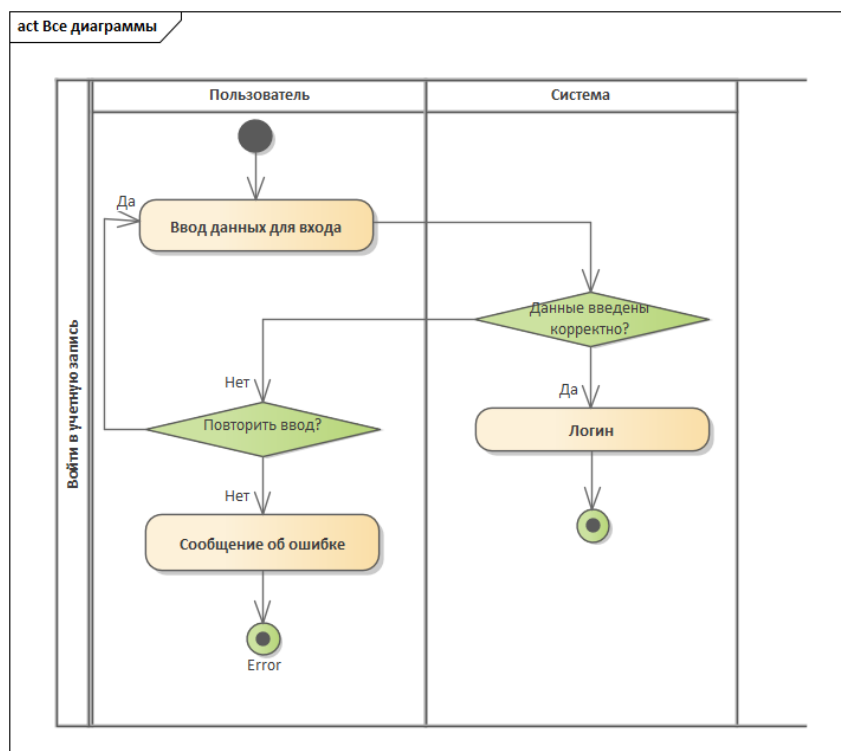 act Все диаграммы
Пользователь
Система
Войти в учетную запись
Да
Ввод данных для входа
Данные введены
корректно?
Нет
Да
Повторить ввод?
Логин
Нет
Сообщение об ошибке
Error